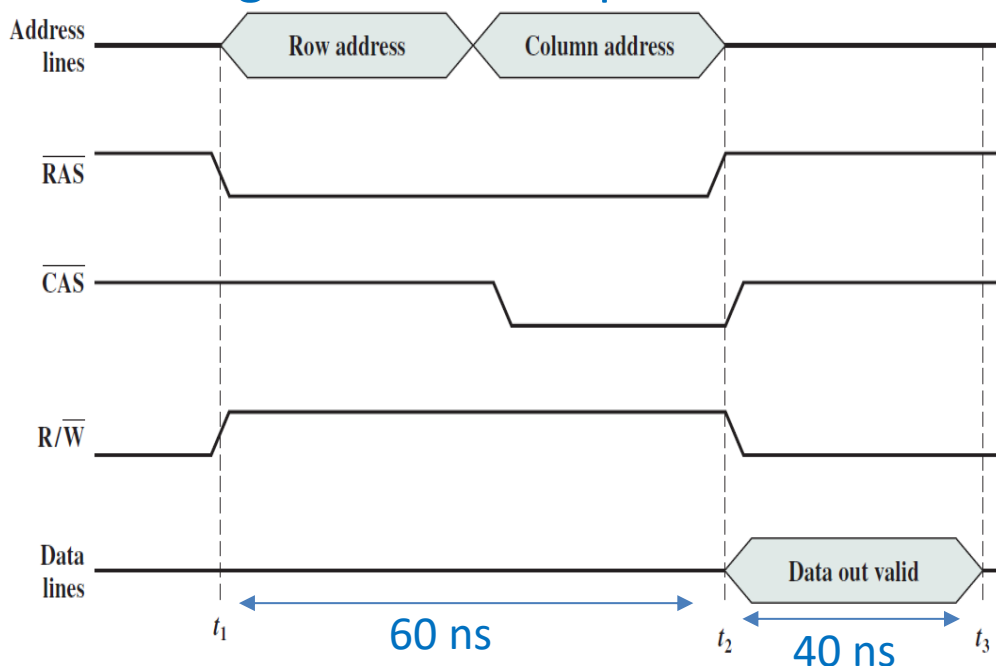 Address
lines
Row address
Column address
RAS
CAS
R/W
Data
lines
Data out valid
t1
60 ns
t2
40 ns
t3